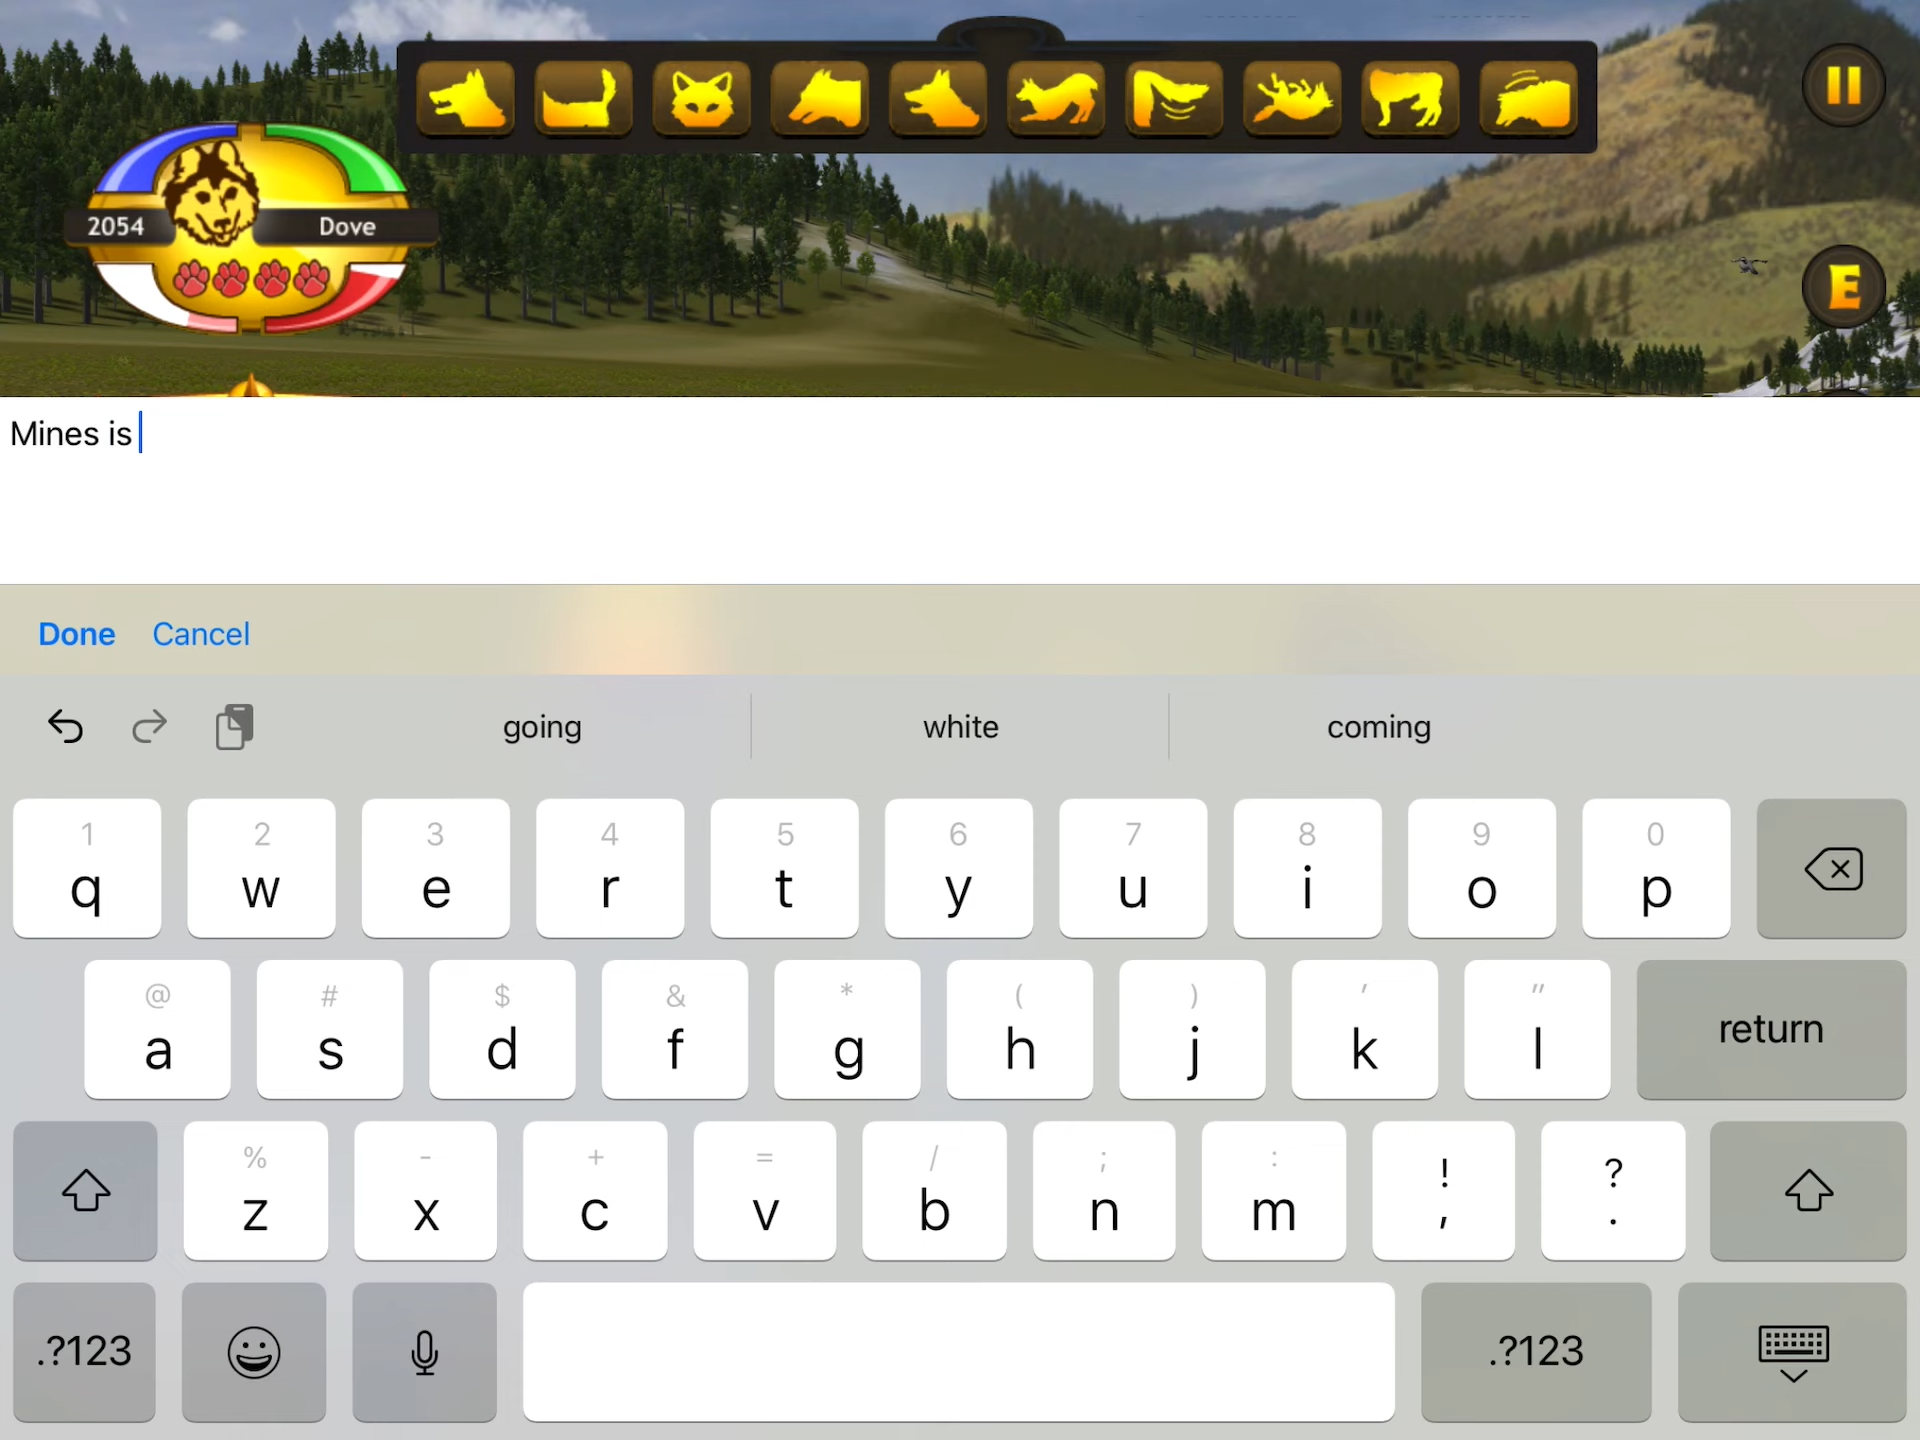 2054 Dove
E
Mines is
Done Cancel
going white coming
1 2 3 4 5 6 7 8 9 0
q w e r t y u i o p
@ # $ & * ( ) ' "
a s d f g h j k l return
% - + = / ; : ! ?
z x c v b n m , .
.?123 .?123